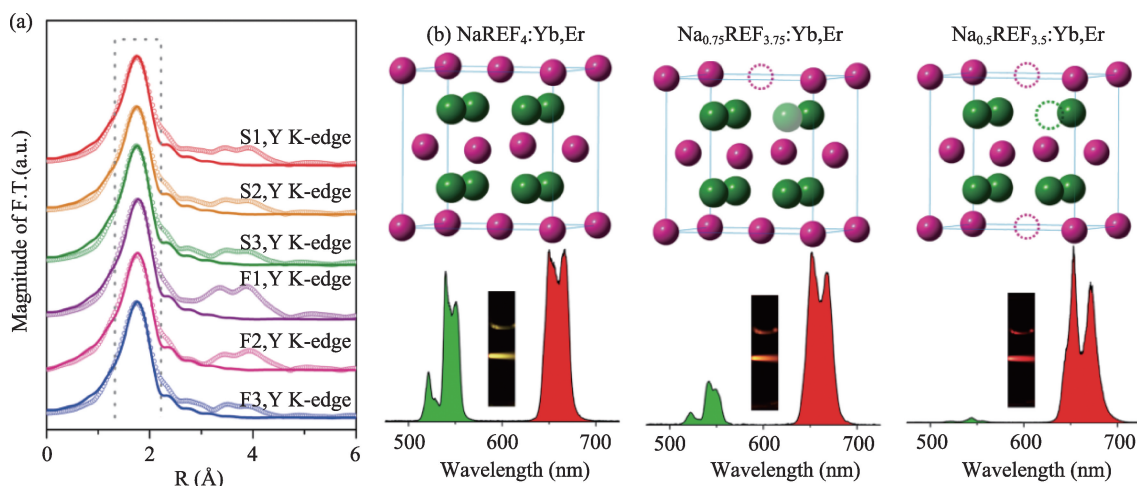 (a)
Magnitude of F.T.(a.u.)
S1,Y K-edge
S2,Y K-edge
S3,Y K-edge
F1,Y K-edge
F2,Y K-edge
F3,Y K-edge
0 2 4 6
R (Å)
(b) NaREF₄:Yb,Er
Na₀.₇₅REF₃.₇₅:Yb,Er
Na₀.₅REF₃.₅:Yb,Er
500 600 700
Wavelength (nm)
500 600 700
Wavelength (nm)
500 600 700
Wavelength (nm)